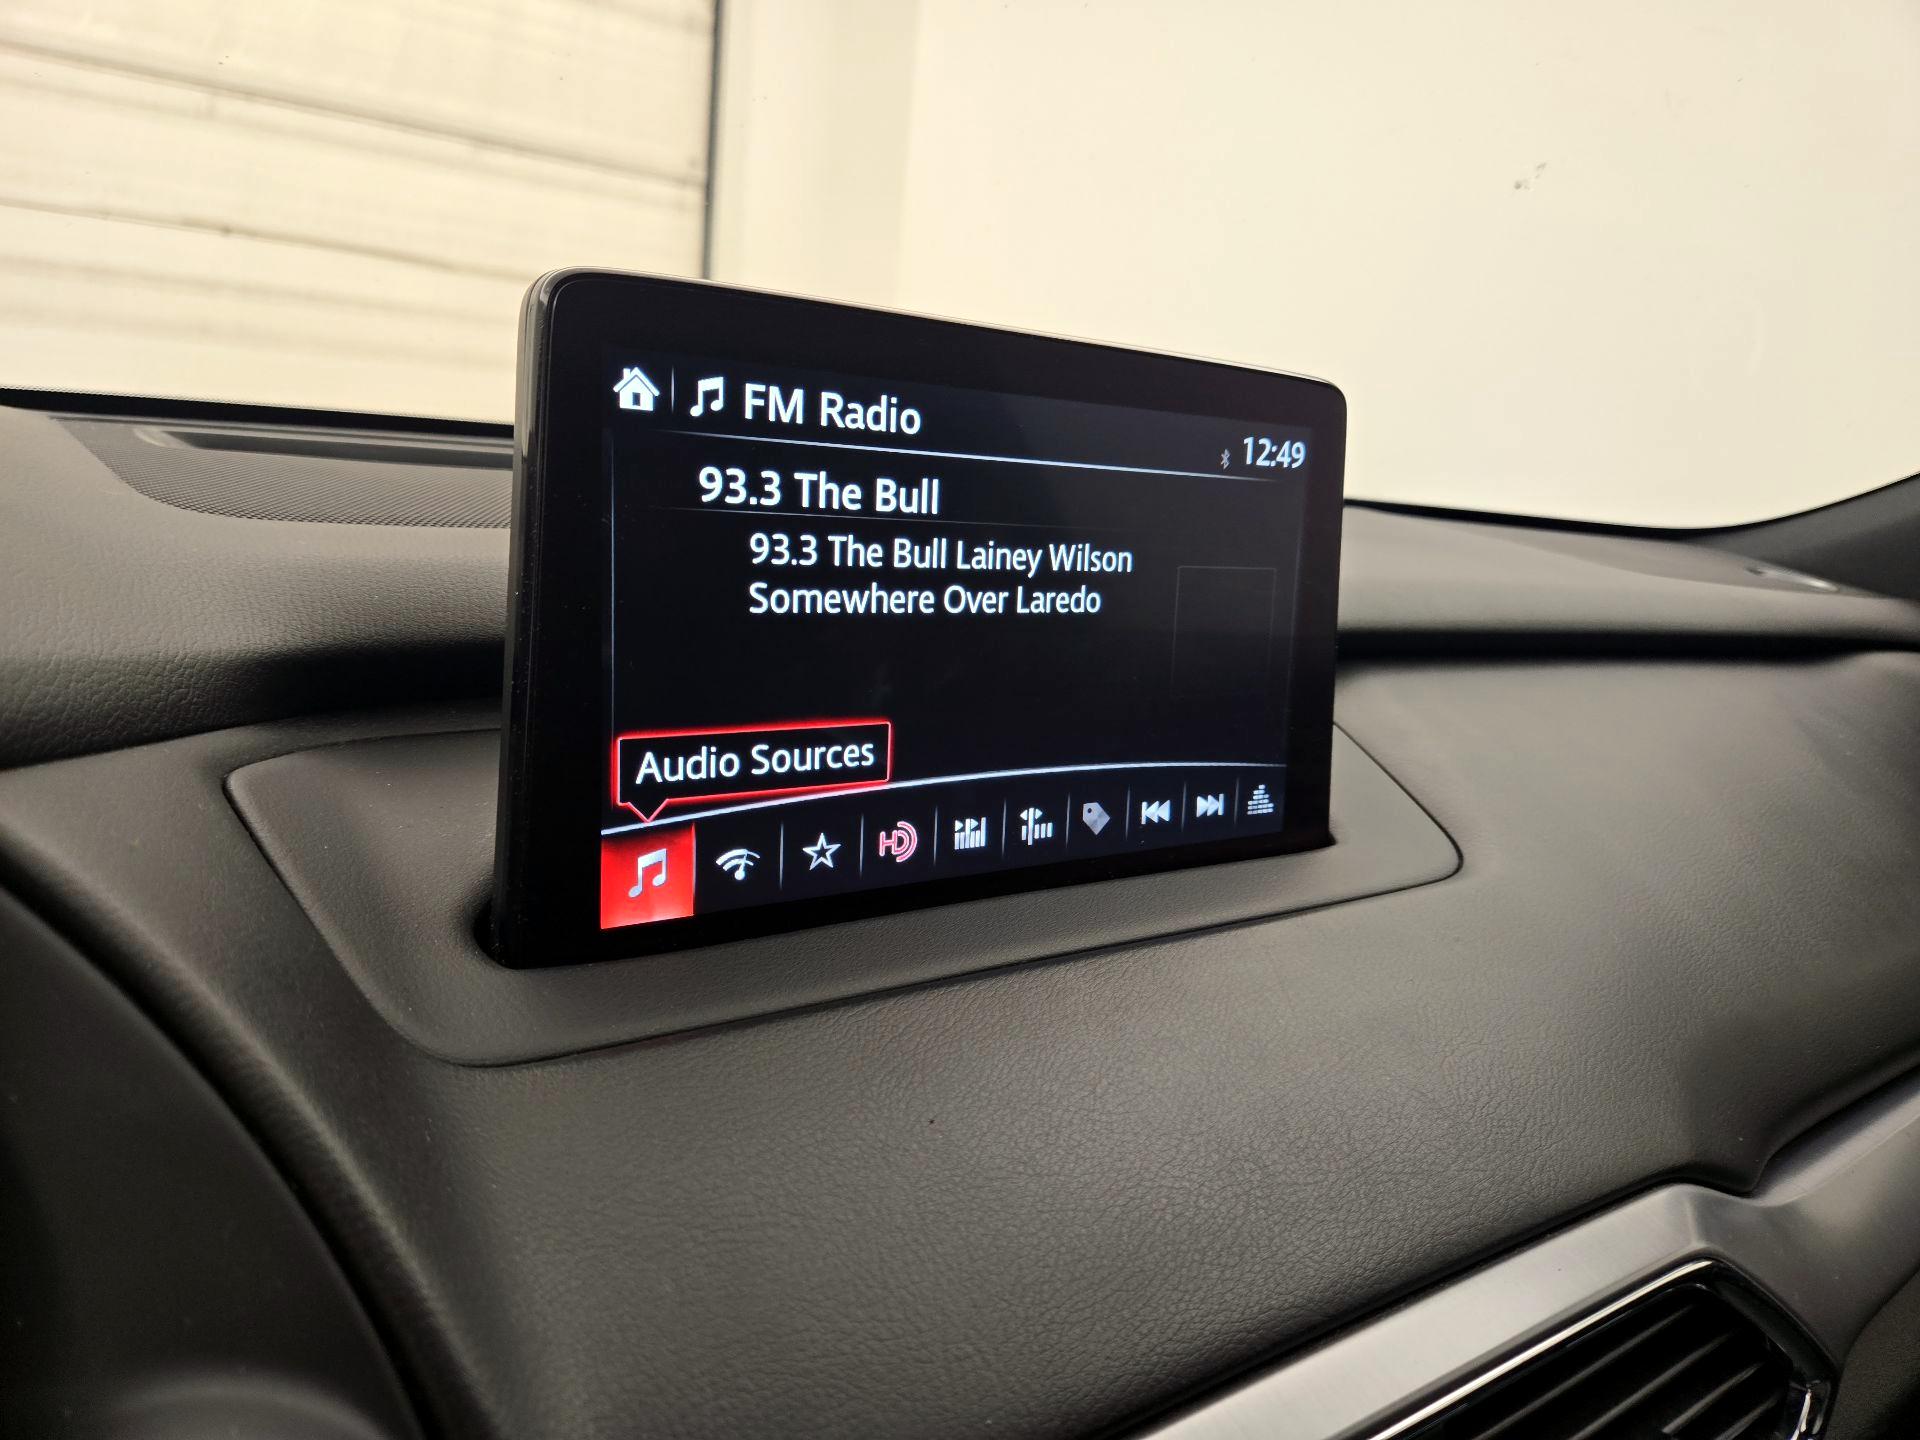 FM Radio
12:49
93.3 The Bull
93.3 The Bull Lainey Wilson
Somewhere Over Laredo
Audio Sources
HD